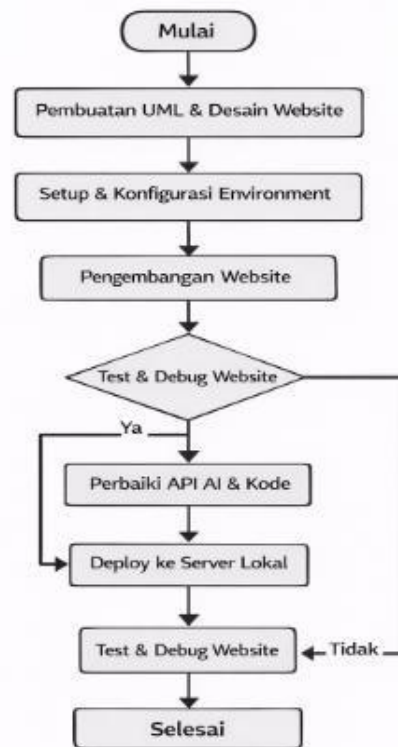 Mulai
Pembuatan UML & Desain Website
Setup & Konfigurasi Environment
Pengembangan Website
Test & Debug Website
Ya
Perbaiki API AI & Kode
Deploy ke Server Lokal
Test & Debug Website
Tidak
Selesai